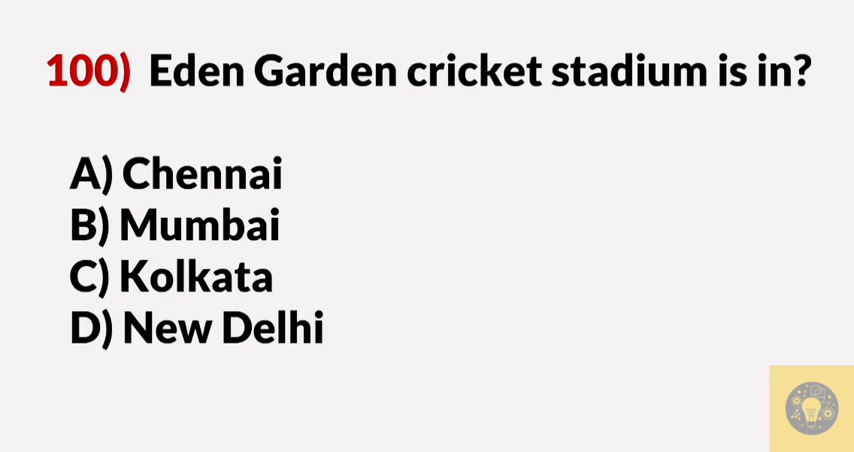 100) Eden Garden cricket stadium is in?
A) Chennai
B) Mumbai
C) Kolkata
D) New Delhi